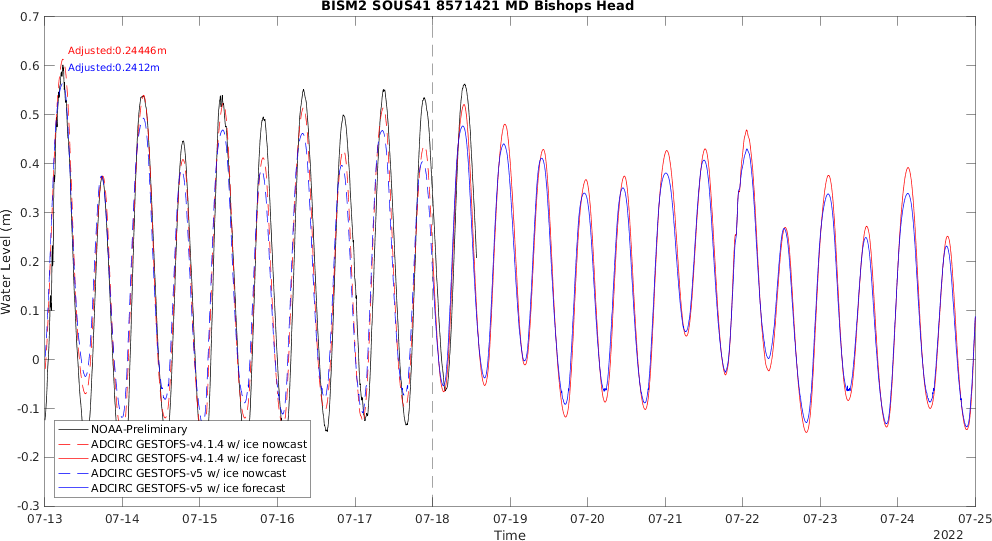 BISM2 SOUS41 8571421 MD Bishops Head
Adjusted:0.24446m
Adjusted:0.2412m
Water Level (m)
0.7
0.6
0.5
0.4
0.3
0.2
0.1
0
-0.1
-0.2
-0.3
NOAA-Preliminary
ADCIRC GESTOFS-v4.1.4 w/ ice nowcast
ADCIRC GESTOFS-v4.1.4 w/ ice forecast
ADCIRC GESTOFS-v5 w/ ice nowcast
ADCIRC GESTOFS-v5 w/ ice forecast
07-13 07-14 07-15 07-16 07-17 07-18 07-19 07-20 07-21 07-22 07-23 07-24 07-25
Time
2022